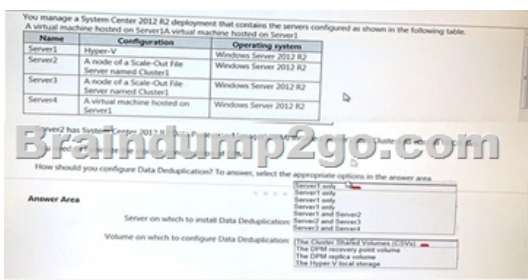 You manage a System Center 2012 R2 deployment that contains the servers configured as shown in the following table.
A virtual machine hosted on Server1A virtual machine hosted on Server1
Name Configuration Operating system
Server1 Hyper-V Windows Server 2012 R2
Server2 A node of a Scale-Out File Server named Cluster1 Windows Server 2012 R2
Server3 A node of a Scale-Out File Server named Cluster1 Windows Server 2012 R2
Server4 A virtual machine hosted on Server1 Windows Server 2012 R2
Server2 has System Center 2012 R2
Braindump2go.com
How should you configure Data Deduplication? To answer, select the appropriate options in the answer area.
Answer Area
Server on which to install Data Deduplication:
Server1 only
Server1 only
Server1 only
Server1 only
Server1 and Server2
Server2 and Server3
Server3 and Server4
Volume on which to configure Data Deduplication:
The Cluster Shared Volumes (CSVs)
The DPM recovery point volume
The DPM replica volume
The Hyper-V local storage